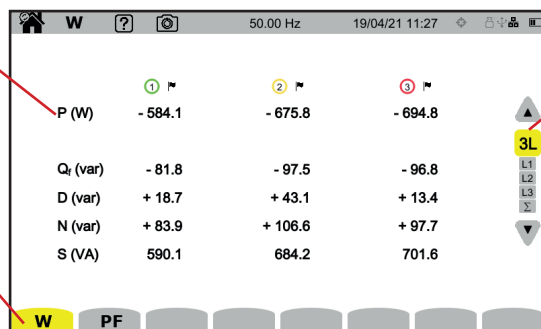 W ? 50.00 Hz 19/04/21 11:27
1 2 3
P (W) - 584.1 - 675.8 - 694.8
3L
Qf (var) - 81.8 - 97.5 - 96.8
L1
L2
D (var) + 18.7 + 43.1 + 13.4
L3
Σ
N (var) + 83.9 + 106.6 + 97.7
S (VA) 590.1 684.2 701.6
W PF